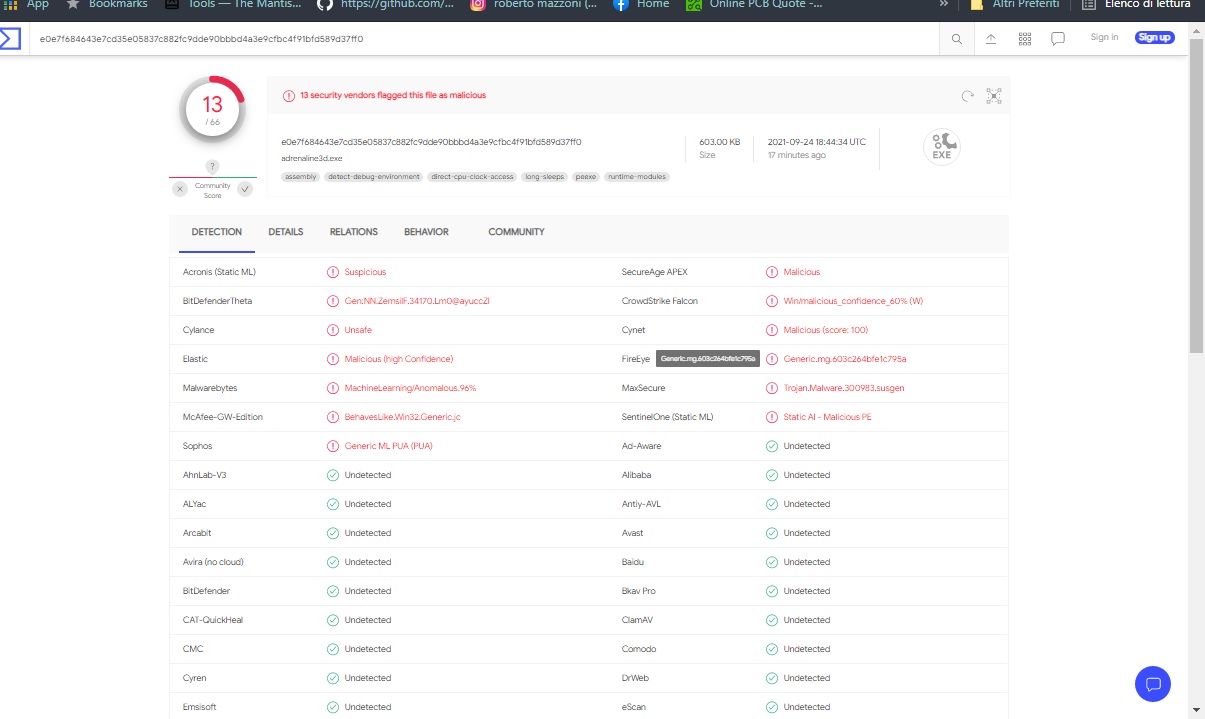 App Bookmarks Tools — The Mantis... https://github.com/... roberto mazzoni (... Home Online PCB Quote -... » Altri Preferiti Elenco di lettura
e0e7f684643e7cd35e05837c882fc9dde90bbbd4a3e9cfbc4f91bfd589d37ff0 Sign in Sign up
13
/ 66
13 security vendors flagged this file as malicious
e0e7f684643e7cd35e05837c882fc9dde90bbbd4a3e9cfbc4f91bfd589d37ff0
adrenaline3d.exe
603.00 KB
Size
2021-09-24 18:44:34 UTC
17 minutes ago
EXE
?
Community
Score
assembly detect-debug-environment direct-cpu-clock-access long-sleeps peexe runtime-modules
DETECTION DETAILS RELATIONS BEHAVIOR COMMUNITY
Acronis (Static ML) Suspicious SecureAge APEX Malicious
BitDefenderTheta Gen:NN.ZemsilF.34170.Lm0@ayuccZl CrowdStrike Falcon Win/malicious_confidence_60% (W)
Cylance Unsafe Cynet Malicious (score: 100)
Elastic Malicious (high Confidence) FireEye Generic.mg.603c264bfe1c795a Generic.mg.603c264bfe1c795a
Malwarebytes MachineLearning/Anomalous.96% MaxSecure Trojan.Malware.300983.susgen
McAfee-GW-Edition BehavesLike.Win32.Generic.jc SentinelOne (Static ML) Static AI - Malicious PE
Sophos Generic ML PUA (PUA) Ad-Aware Undetected
AhnLab-V3 Undetected Alibaba Undetected
ALYac Undetected Antiy-AVL Undetected
Arcabit Undetected Avast Undetected
Avira (no cloud) Undetected Baidu Undetected
BitDefender Undetected Bkav Pro Undetected
CAT-QuickHeal Undetected ClamAV Undetected
CMC Undetected Comodo Undetected
Cyren Undetected DrWeb Undetected
Emsisoft Undetected eScan Undetected